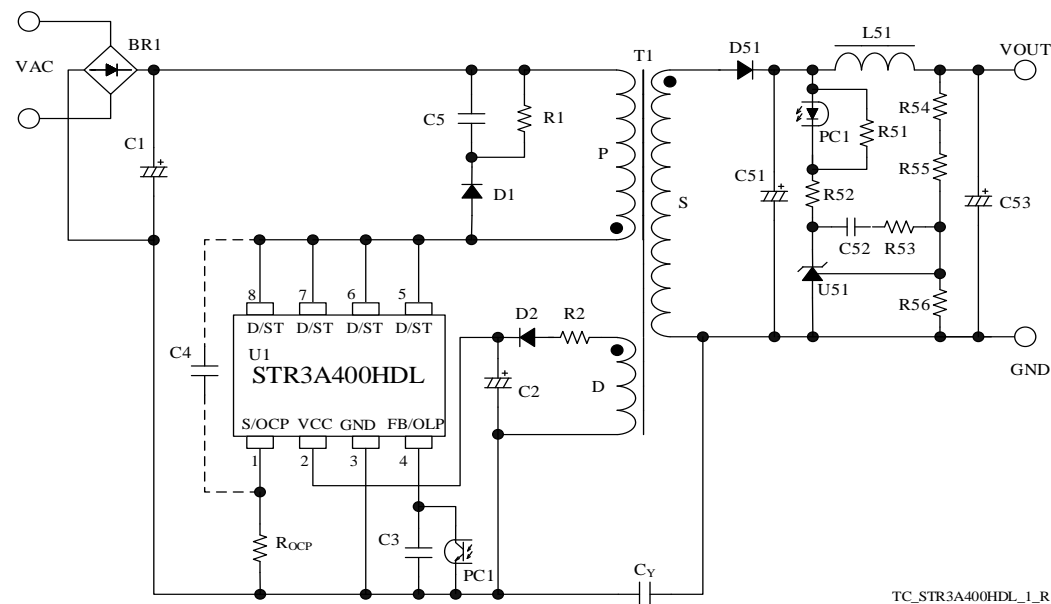 BR1
VAC
C1
C5
R1
D1
T1
P
S
D51
L51
VOUT
PC1
R51
R54
R55
C51
R52
C53
C52
R53
U51
R56
GND
8
7
6
5
D/ST
D/ST
D/ST
D/ST
C4
U1
STR3A400HDL
S/OCP
VCC
GND
FB/OLP
1
2
3
4
D2
R2
C2
D
ROCP
C3
PC1
CY
TC_STR3A400HDL_1_R